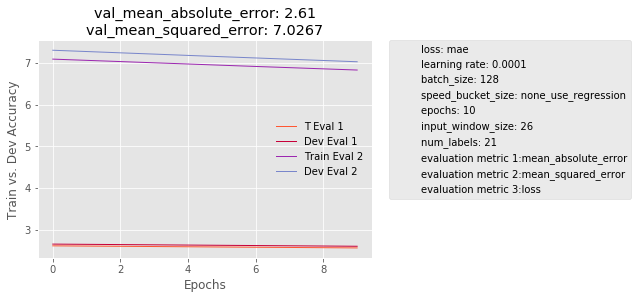 val_mean_absolute_error: 2.61
val_mean_squared_error: 7.0267
Train vs. Dev Accuracy
7
6
5
4
3
0
2
4
6
8
Epochs
T Eval 1
Dev Eval 1
Train Eval 2
Dev Eval 2
loss: mae
learning rate: 0.0001
batch_size: 128
speed_bucket_size: none_use_regression
epochs: 10
input_window_size: 26
num_labels: 21
evaluation metric 1:mean_absolute_error
evaluation metric 2:mean_squared_error
evaluation metric 3:loss